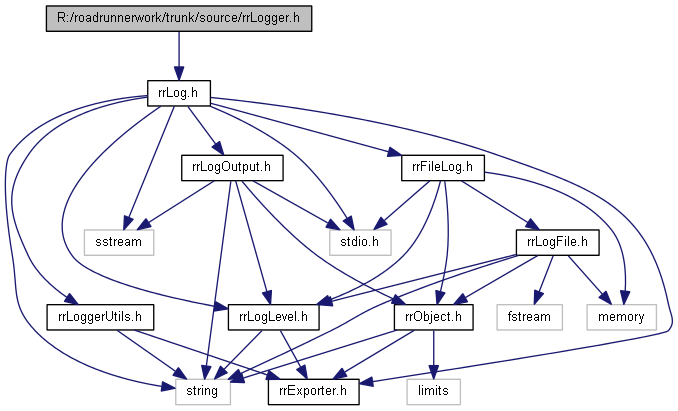 R:/roadrunnerwork/trunk/source/rrLogger.h
rrLog.h
rrLogOutput.h
rrFileLog.h
sstream
stdio.h
rrLogFile.h
rrLoggerUtils.h
rrLogLevel.h
rrObject.h
fstream
memory
string
rrExporter.h
limits